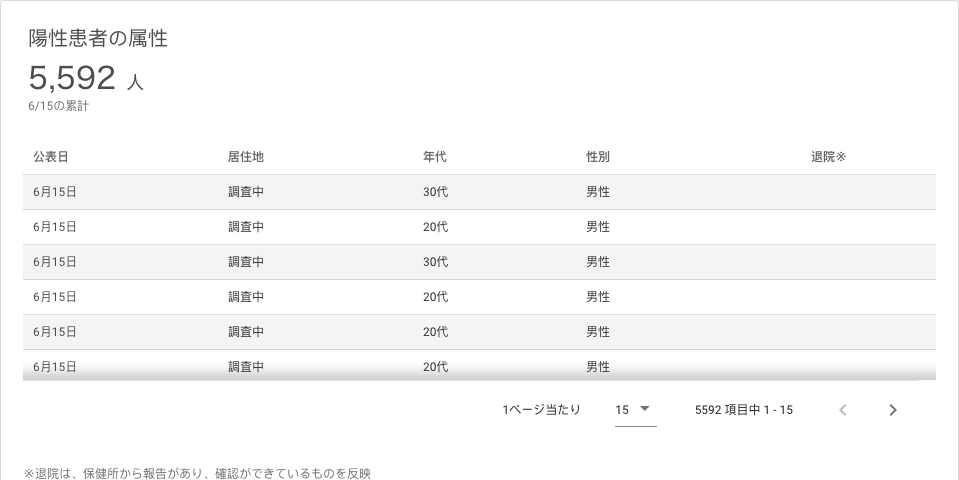 陽性患者の属性
5,592 人
6/15の累計
公表日 居住地 年代 性別 退院※
6月15日 調査中 30代 男性
6月15日 調査中 20代 男性
6月15日 調査中 30代 男性
6月15日 調査中 20代 男性
6月15日 調査中 20代 男性
6月15日 調査中 20代 男性
1ページ当たり 15 5592 項目中 1 - 15
※退院は、保健所から報告があり、確認ができているものを反映